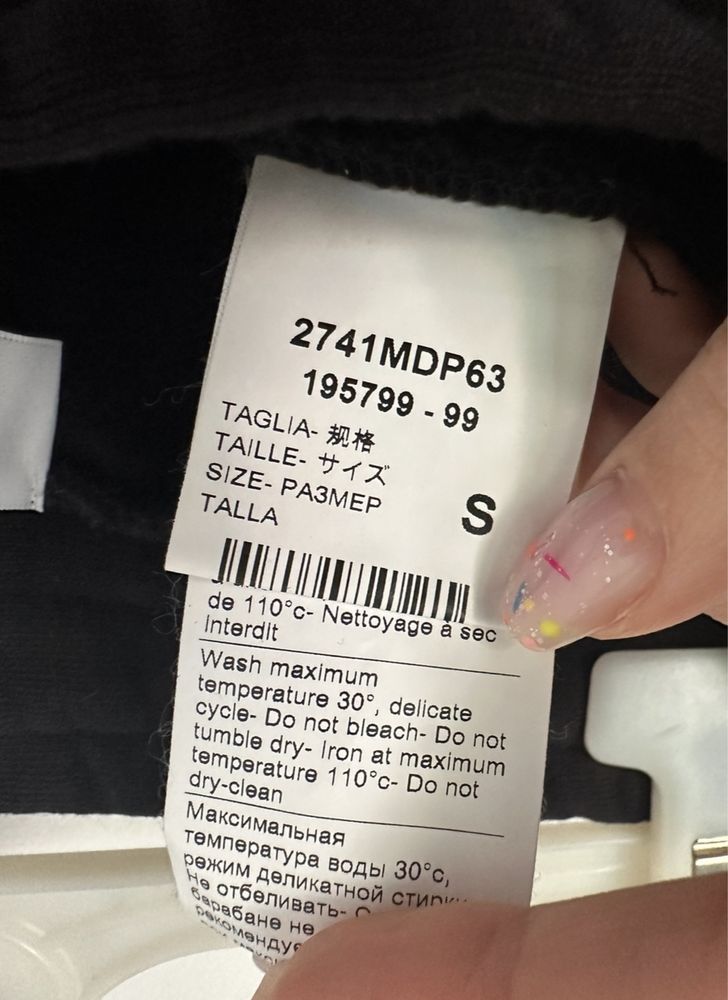 2741MDP63
195799 - 99
TAGLIA- 规格
TAILLE- サイズ
SIZE- РАЗМЕР
TALLA
S
de 110°c- Nettoyage à sec
interdit
Wash maximum
temperature 30°, delicate
cycle- Do not bleach- Do not
tumble dry- Iron at maximum
temperature 110°c- Do not
dry-clean
Максимальная
температура воды 30°с,
режим деликатной
Не отбеливать-
барабане не